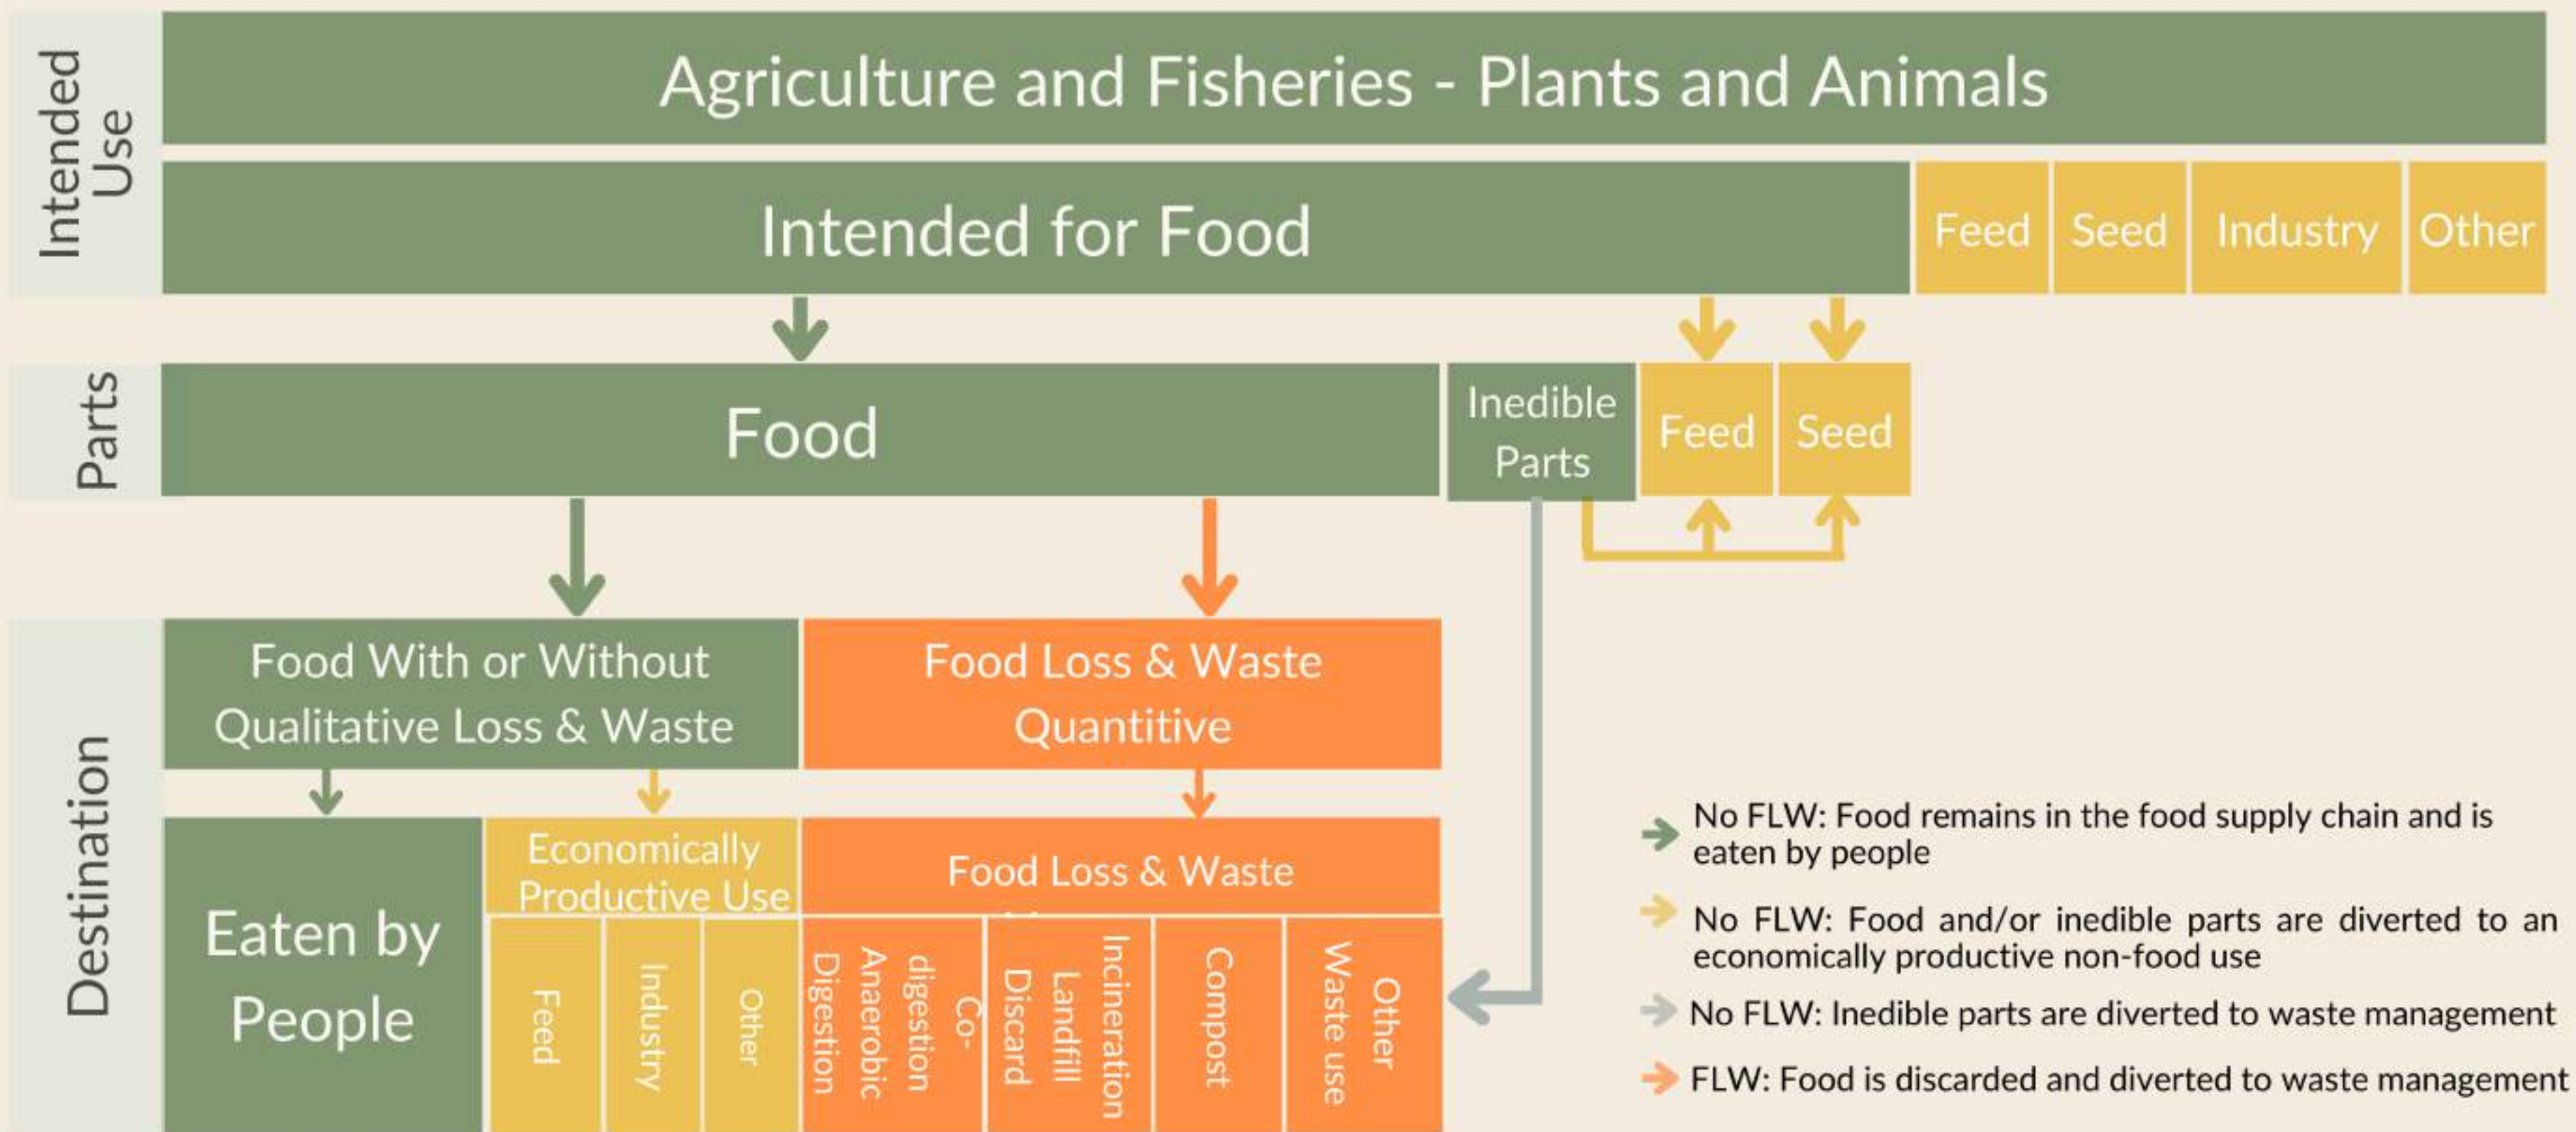 Intended
Use
Agriculture and Fisheries - Plants and Animals
Intended for Food
Feed
Seed
Industry
Other
Parts
Food
Inedible
Parts
Feed
Seed
Destination
Food With or Without
Qualitative Loss & Waste
Food Loss & Waste
Quantitive
Eaten by
People
Economically
Productive Use
Food Loss & Waste
Feed
Industry
Other
Co-
digestion
Anaerobic
Digestion
Incineration
Landfill
Discard
Compost
Other
Waste use
No FLW: Food remains in the food supply chain and is
eaten by people
No FLW: Food and/or inedible parts are diverted to an
economically productive non-food use
No FLW: Inedible parts are diverted to waste management
FLW: Food is discarded and diverted to waste management